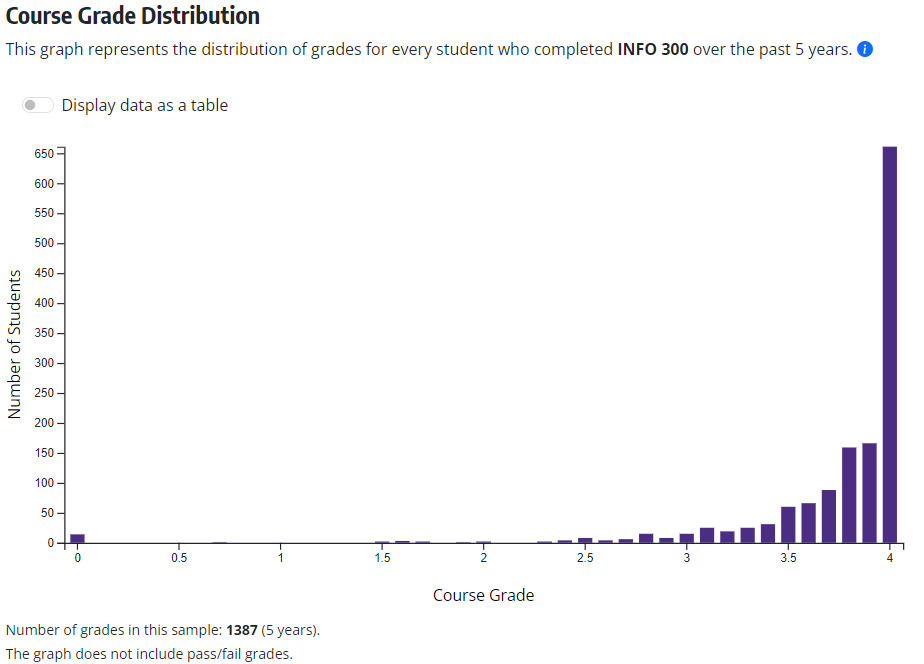 Course Grade Distribution
This graph represents the distribution of grades for every student who completed INFO 300 over the past 5 years. i
Display data as a table
650
600
550
500
450
400
350
300
250
200
150
100
50
0
Number of Students
0 0.5 1 1.5 2 2.5 3 3.5 4
Course Grade
Number of grades in this sample: 1387 (5 years).
The graph does not include pass/fail grades.